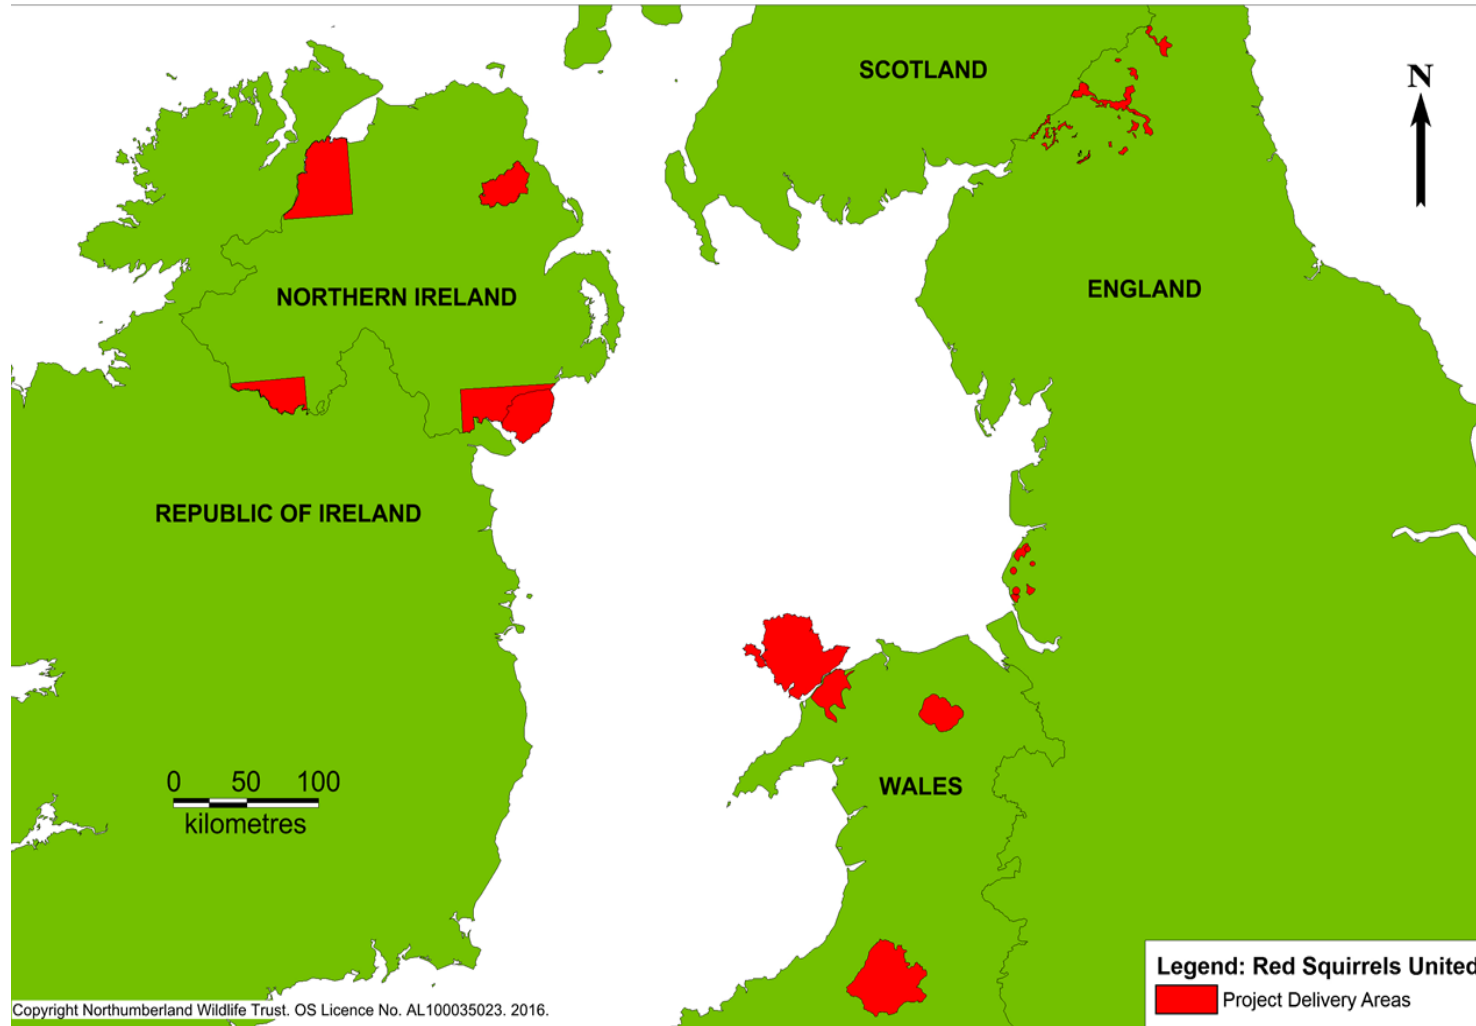 SCOTLAND
N
NORTHERN IRELAND
ENGLAND
REPUBLIC OF IRELAND
0 50 100
kilometres
WALES
Legend: Red Squirrels United
Project Delivery Areas
Copyright Northumberland Wildlife Trust. OS Licence No. AL100035023. 2016.